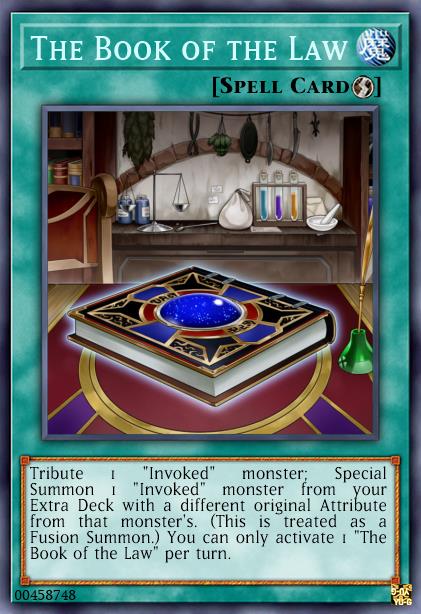 The Book of the Law
魔
[Spell Card]
Tribute 1 "Invoked" monster; Special
Summon 1 "Invoked" monster from your
Extra Deck with a different original Attribute
from that monster's. (This is treated as a
Fusion Summon.) You can only activate 1 "The
Book of the Law" per turn.
00458748